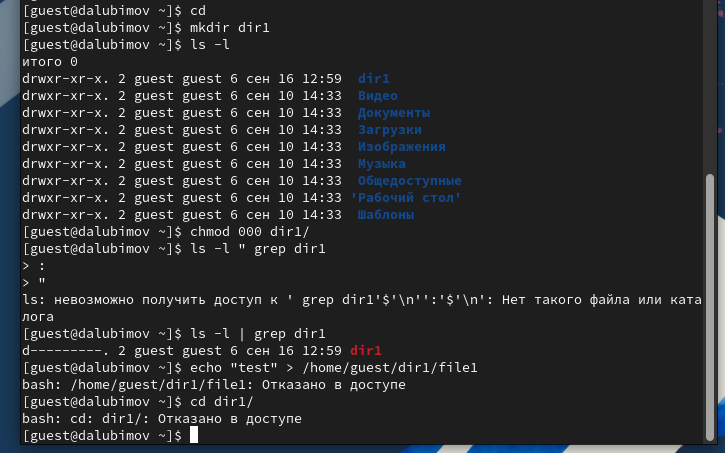 [guest@dalubimov ~]$ cd
[guest@dalubimov ~]$ mkdir dir1
[guest@dalubimov ~]$ ls -l
итого 0
drwxr-xr-x. 2 guest guest 6 сен 16 12:59  dir1
drwxr-xr-x. 2 guest guest 6 сен 10 14:33  Видео
drwxr-xr-x. 2 guest guest 6 сен 10 14:33  Документы
drwxr-xr-x. 2 guest guest 6 сен 10 14:33  Загрузки
drwxr-xr-x. 2 guest guest 6 сен 10 14:33  Изображения
drwxr-xr-x. 2 guest guest 6 сен 10 14:33  Музыка
drwxr-xr-x. 2 guest guest 6 сен 10 14:33  Общедоступные
drwxr-xr-x. 2 guest guest 6 сен 10 14:33 'Рабочий стол'
drwxr-xr-x. 2 guest guest 6 сен 10 14:33  Шаблоны
[guest@dalubimov ~]$ chmod 000 dir1/
[guest@dalubimov ~]$ ls -l " grep dir1
> :
> "
ls: невозможно получить доступ к ' grep dir1'$'\n'':'$'\n': Нет такого файла или ката
лога
[guest@dalubimov ~]$ ls -l | grep dir1
d---------. 2 guest guest 6 сен 16 12:59 dir1
[guest@dalubimov ~]$ echo "test" > /home/guest/dir1/file1
bash: /home/guest/dir1/file1: Отказано в доступе
[guest@dalubimov ~]$ cd dir1/
bash: cd: dir1/: Отказано в доступе
[guest@dalubimov ~]$